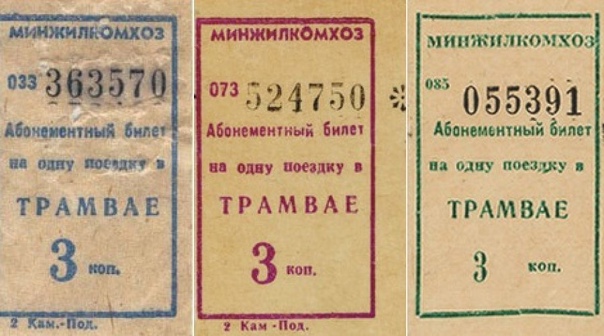 МИНЖИЛКОМХОЗ
033 363570
Абонементный билет
на одну поездку в
ТРАМВАЕ
3 коп.
2 Кам.-Под.
МИНЖИЛКОМХОЗ
073 524750
Абонементный билет
на одну поездку в
ТРАМВАЕ
3 коп.
2 Кам-Под.
МИНЖИЛКОМХОЗ
085 055391
Абонементный билет
на одну поездку в
ТРАМВАЕ
3 коп.